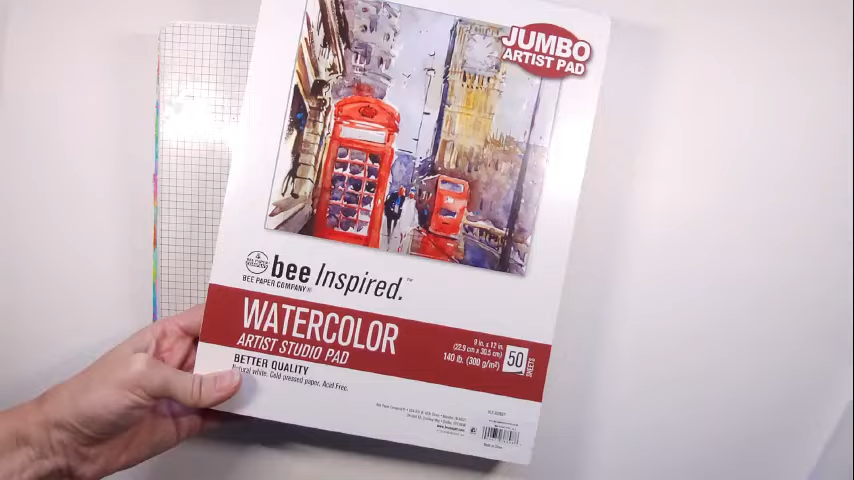 JUMBO
ARTIST PAD
bee Inspired.™
BEE PAPER COMPANY®
WATERCOLOR
ARTIST STUDIO PAD
9 in. x 12 in.
(22.9 cm x 30.5 cm)
140 lb. (300 g/m²)
50
SHEETS
BETTER QUALITY
Natural white. Cold pressed paper. Acid Free.